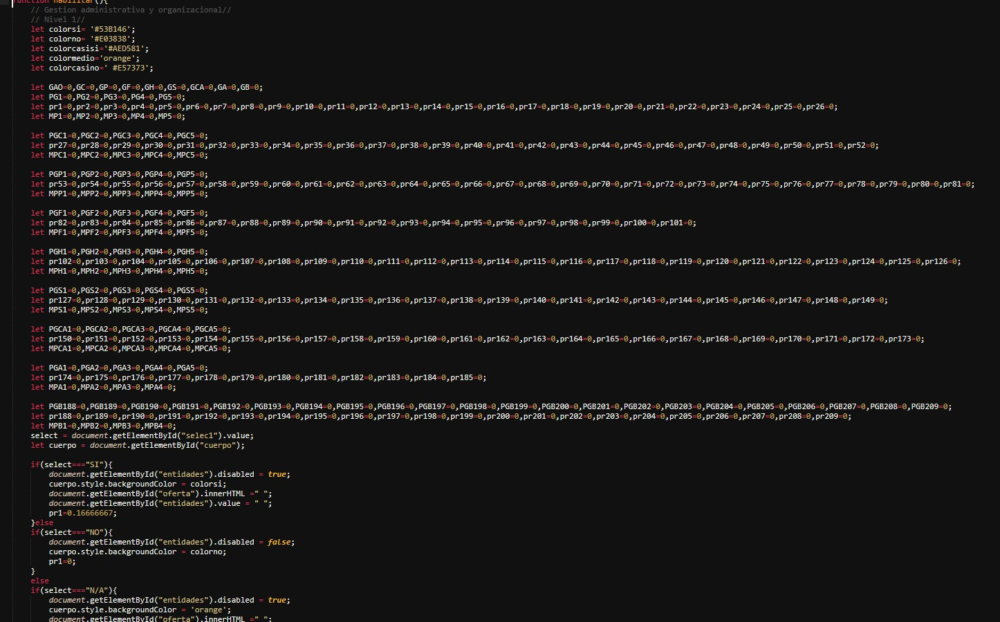 function habilitar(){
// Gestion administrativa y organizacional//
// Nivel 1//
let colorsi= '#53B146';
let colorno= '#E03838';
let colorcasisi='#AED581';
let colormedio='orange';
let colorcasino=' #E57373';
let GAO=0,GC=0,GP=0,GF=0,GH=0,GS=0,GCA=0,GA=0,GB=0;
let PG1=0,PG2=0,PG3=0,PG4=0,PG5=0;
let pr1=0,pr2=0,pr3=0,pr4=0,pr5=0,pr6=0,pr7=0,pr8=0,pr9=0,pr10=0,pr11=0,pr12=0,pr13=0,pr14=0,pr15=0,pr16=0,pr17=0,pr18=0,pr19=0,pr20=0,pr21=0,pr22=0,pr23=0,pr24=0,pr25=0,pr26=0;
let MP1=0,MP2=0,MP3=0,MP4=0,MP5=0;
let PGC1=0,PGC2=0,PGC3=0,PGC4=0,PGC5=0;
let pr27=0,pr28=0,pr29=0,pr30=0,pr31=0,pr32=0,pr33=0,pr34=0,pr35=0,pr36=0,pr37=0,pr38=0,pr39=0,pr40=0,pr41=0,pr42=0,pr43=0,pr44=0,pr45=0,pr46=0,pr47=0,pr48=0,pr49=0,pr50=0,pr51=0,pr52=0;
let MPC1=0,MPC2=0,MPC3=0,MPC4=0,MPC5=0;
let PGP1=0,PGP2=0,PGP3=0,PGP4=0,PGP5=0;
let pr53=0,pr54=0,pr55=0,pr56=0,pr57=0,pr58=0,pr59=0,pr60=0,pr61=0,pr62=0,pr63=0,pr64=0,pr65=0,pr66=0,pr67=0,pr68=0,pr69=0,pr70=0,pr71=0,pr72=0,pr73=0,pr74=0,pr75=0,pr76=0,pr77=0,pr78=0,pr79=0,pr80=0,pr81=0;
let MPP1=0,MPP2=0,MPP3=0,MPP4=0,MPP5=0;
let PGF1=0,PGF2=0,PGF3=0,PGF4=0,PGF5=0;
let pr82=0,pr83=0,pr84=0,pr85=0,pr86=0,pr87=0,pr88=0,pr89=0,pr90=0,pr91=0,pr92=0,pr93=0,pr94=0,pr95=0,pr96=0,pr97=0,pr98=0,pr99=0,pr100=0,pr101=0;
let MPF1=0,MPF2=0,MPF3=0,MPF4=0,MPF5=0;
let PGH1=0,PGH2=0,PGH3=0,PGH4=0,PGH5=0;
let pr102=0,pr103=0,pr104=0,pr105=0,pr106=0,pr107=0,pr108=0,pr109=0,pr110=0,pr111=0,pr112=0,pr113=0,pr114=0,pr115=0,pr116=0,pr117=0,pr118=0,pr119=0,pr120=0,pr121=0,pr122=0,pr123=0,pr124=0,pr125=0,pr126=0;
let MPH1=0,MPH2=0,MPH3=0,MPH4=0,MPH5=0;
let PGS1=0,PGS2=0,PGS3=0,PGS4=0,PGS5=0;
let pr127=0,pr128=0,pr129=0,pr130=0,pr131=0,pr132=0,pr133=0,pr134=0,pr135=0,pr136=0,pr137=0,pr138=0,pr139=0,pr140=0,pr141=0,pr142=0,pr143=0,pr144=0,pr145=0,pr146=0,pr147=0,pr148=0,pr149=0;
let MPS1=0,MPS2=0,MPS3=0,MPS4=0,MPS5=0;
let PGCA1=0,PGCA2=0,PGCA3=0,PGCA4=0,PGCA5=0;
let pr150=0,pr151=0,pr152=0,pr153=0,pr154=0,pr155=0,pr156=0,pr157=0,pr158=0,pr159=0,pr160=0,pr161=0,pr162=0,pr163=0,pr164=0,pr165=0,pr166=0,pr167=0,pr168=0,pr169=0,pr170=0,pr171=0,pr172=0,pr173=0;
let MPCA1=0,MPCA2=0,MPCA3=0,MPCA4=0,MPCA5=0;
let PGA1=0,PGA2=0,PGA3=0,PGA4=0,PGA5=0;
let pr174=0,pr175=0,pr176=0,pr177=0,pr178=0,pr179=0,pr180=0,pr181=0,pr182=0,pr183=0,pr184=0,pr185=0;
let MPA1=0,MPA2=0,MPA3=0,MPA4=0;
let PGB188=0,PGB189=0,PGB190=0,PGB191=0,PGB192=0,PGB193=0,PGB194=0,PGB195=0,PGB196=0,PGB197=0,PGB198=0,PGB199=0,PGB200=0,PGB201=0,PGB202=0,PGB203=0,PGB204=0,PGB205=0,PGB206=0,PGB207=0,PGB208=0,PGB209=0;
let pr188=0,pr189=0,pr190=0,pr191=0,pr192=0,pr193=0,pr194=0,pr195=0,pr196=0,pr197=0,pr198=0,pr199=0,pr200=0,pr201=0,pr202=0,pr203=0,pr204=0,pr205=0,pr206=0,pr207=0,pr208=0,pr209=0;
let MPB1=0,MPB2=0,MPB3=0,MPB4=0;
select = document.getElementById("selec1").value;
let cuerpo = document.getElementById("cuerpo");
if(select==="SI"){
document.getElementById("entidades").disabled = true;
cuerpo.style.backgroundColor = colorsi;
document.getElementById("oferta").innerHTML =" ";
document.getElementById("entidades").value = " ";
pr1=0.16666667;
}else
if(select==="NO"){
document.getElementById("entidades").disabled = false;
cuerpo.style.backgroundColor = colorno;
pr1=0;
}
else
if(select==="N/A"){
document.getElementById("entidades").disabled = true;
cuerpo.style.backgroundColor = 'orange';
document.getElementById("oferta").innerHTML =" ";